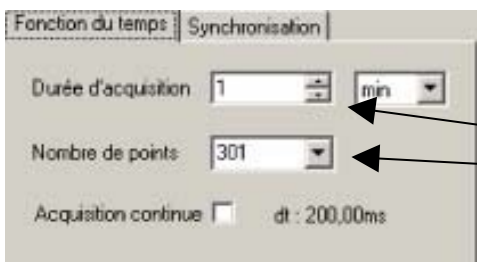 Fonction du temps Synchronisation
Durée d'acquisition 1 min
Nombre de points 301
Acquisition continue dt : 200,00ms